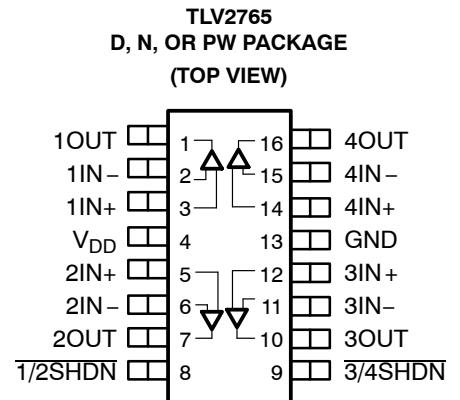 TLV2765
D, N, OR PW PACKAGE
(TOP VIEW)
1OUT 1 16 4OUT
1IN− 2 15 4IN−
1IN+ 3 14 4IN+
VDD 4 13 GND
2IN+ 5 12 3IN+
2IN− 6 11 3IN−
2OUT 7 10 3OUT
1/2SHDN 8 9 3/4SHDN